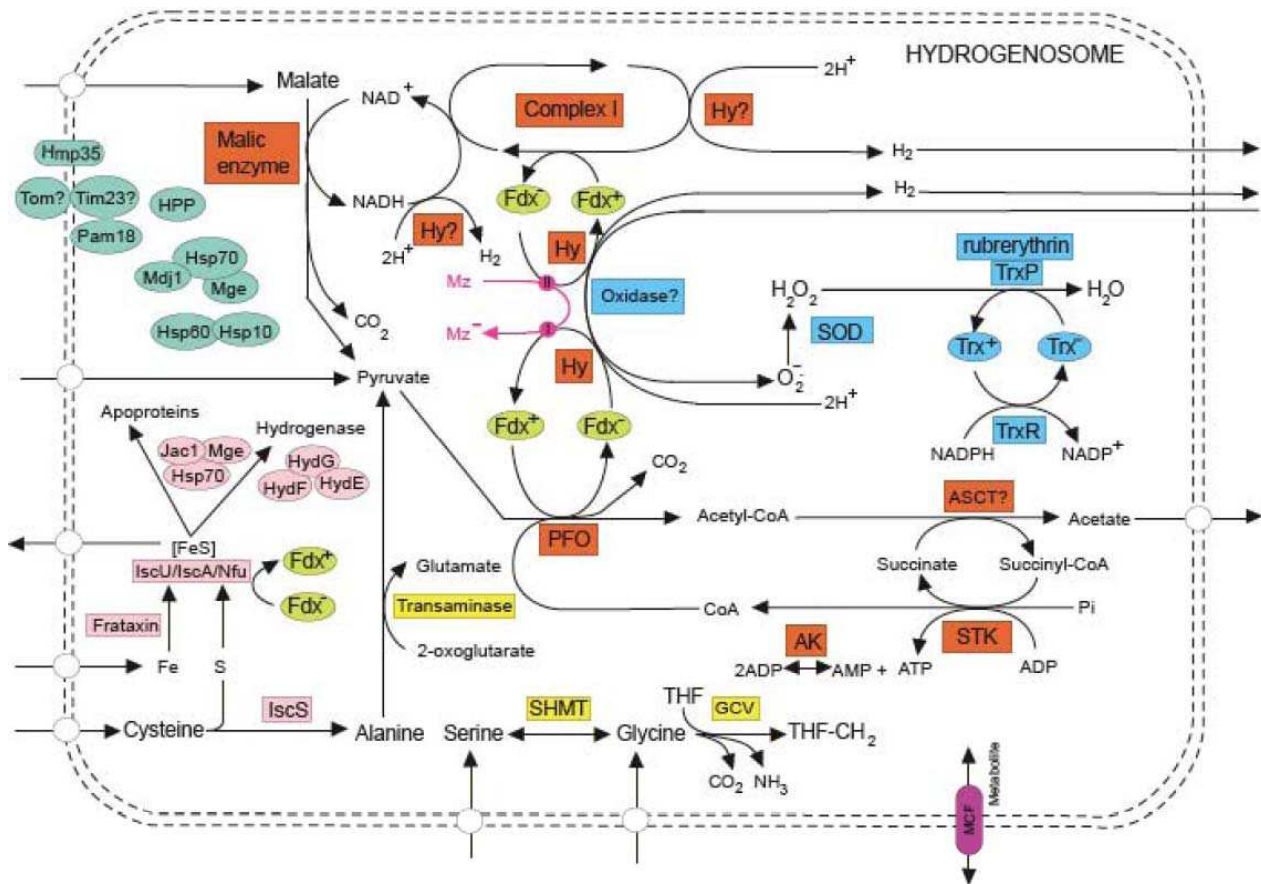 HYDROGENOSOME
Malate
NAD+
Complex I
Hy?
2H+
Malic
enzyme
Hmp35
H2
Tom?
Tim23?
HPP
NADH
Fdx-
Fdx+
H2
Pam18
Hy?
Hy
2H+
H2
rubrerythrin
TrxP
Hsp70
Mdj1
Mge
Mz
II
Oxidase?
H2O2
H2O
Hsp60
Hsp10
CO2
Mz-
I
SOD
Trx+
Trx-
Pyruvate
Hy
O2-
2H+
Apoproteins
Hydrogenase
Fdx+
Fdx-
TrxR
Jac1
Mge
Hsp70
HydG
HydF
HydE
NADPH
NADP+
CO2
ASCT?
PFO
Acetyl-CoA
Acetate
[FeS]
IscU/IscA/Nfu
Fdx+
Glutamate
Succinate
Succinyl-CoA
Fdx-
Transaminase
CoA
Pi
Frataxin
AK
STK
2-oxoglutarate
Fe
S
2ADP
AMP +
ATP
ADP
IscS
SHMT
THF
GCV
Cysteine
Alanine
Serine
Glycine
THF-CH2
CO2
NH3
Metabolite
MCF